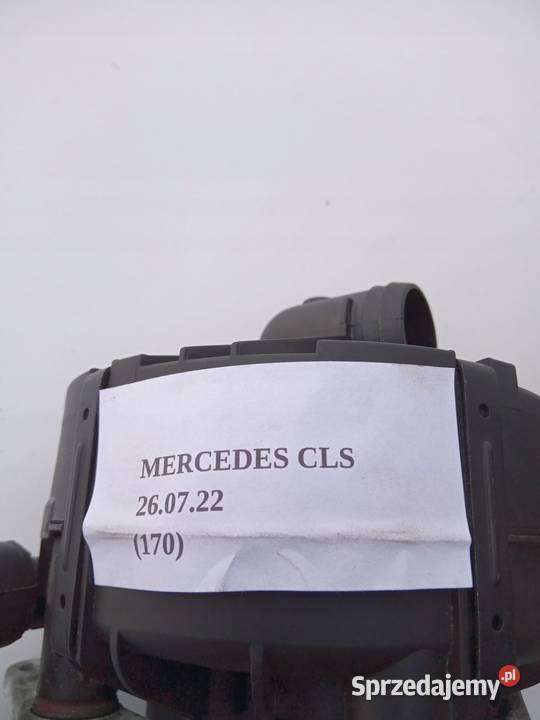 MERCEDES CLS
26.07.22
(170)
Sprzedajemy.pl